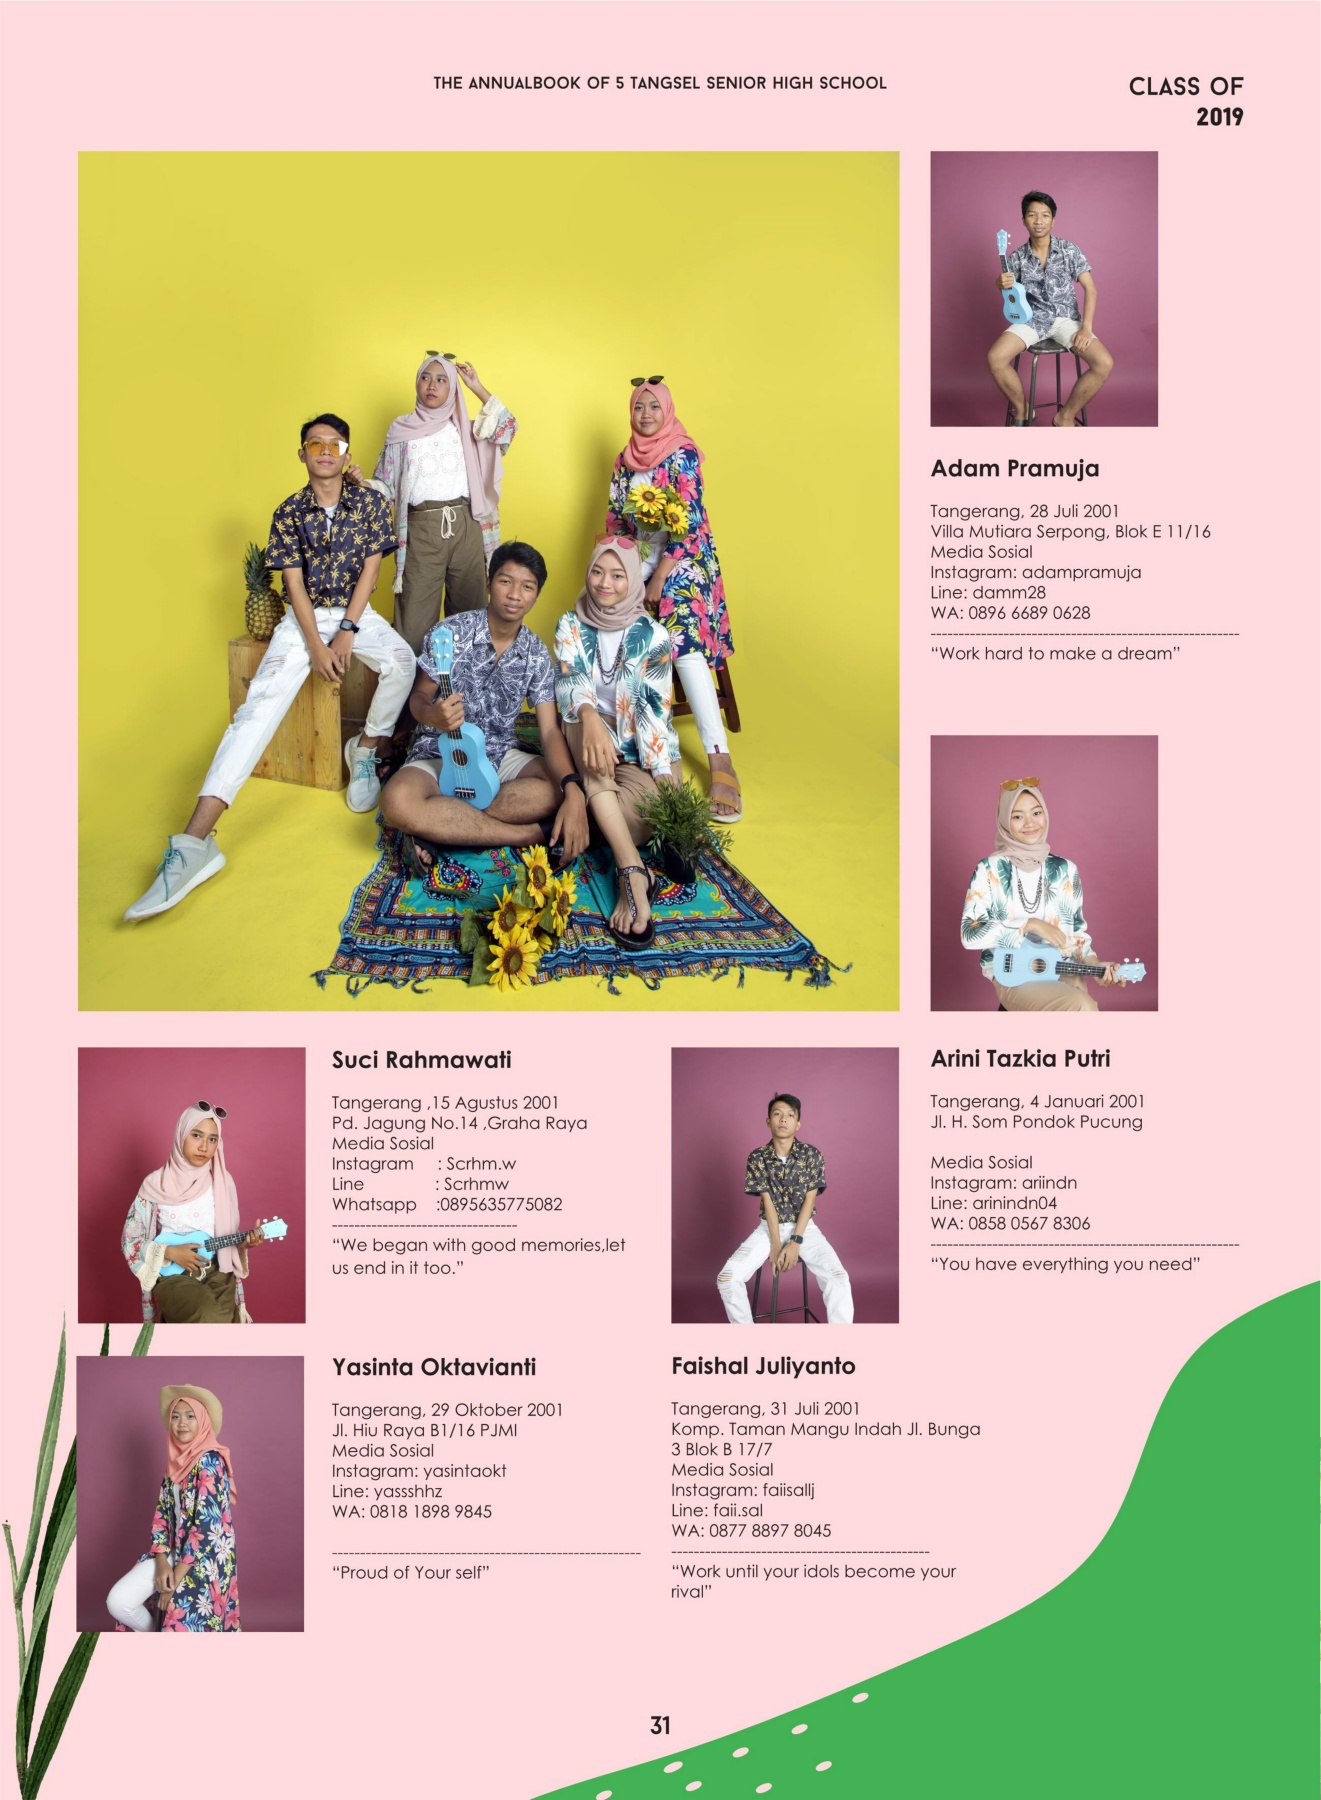 THE ANNUALBOOK OF 5 TANGSEL SENIOR HIGH SCHOOL
CLASS OF
2019
Adam Pramuja
Tangerang, 28 Juli 2001
Villa Mutiara Serpong, Blok E 11/16
Media Sosial
Instagram: adampramuja
Line: damm28
WA: 0896 6689 0628
“Work hard to make a dream”
Arini Tazkia Putri
Tangerang, 4 Januari 2001
Jl. H. Som Pondok Pucung
Media Sosial
Instagram: ariindn
Line: arinindn04
WA: 0858 0567 8306
“You have everything you need”
Suci Rahmawati
Tangerang ,15 Agustus 2001
Pd. Jagung No.14 ,Graha Raya
Media Sosial
Instagram : Scrhm.w
Line : Scrhmw
Whatsapp :0895635775082
“We began with good memories,let
us end in it too.”
Yasinta Oktavianti
Tangerang, 29 Oktober 2001
Jl. Hiu Raya B1/16 PJMI
Media Sosial
Instagram: yasintaokt
Line: yassshhz
WA: 0818 1898 9845
“Proud of Your self”
Faishal Juliyanto
Tangerang, 31 Juli 2001
Komp. Taman Mangu Indah Jl. Bunga
3 Blok B 17/7
Media Sosial
Instagram: faiisallj
Line: faii.sal
WA: 0877 8897 8045
“Work until your idols become your
rival”
31